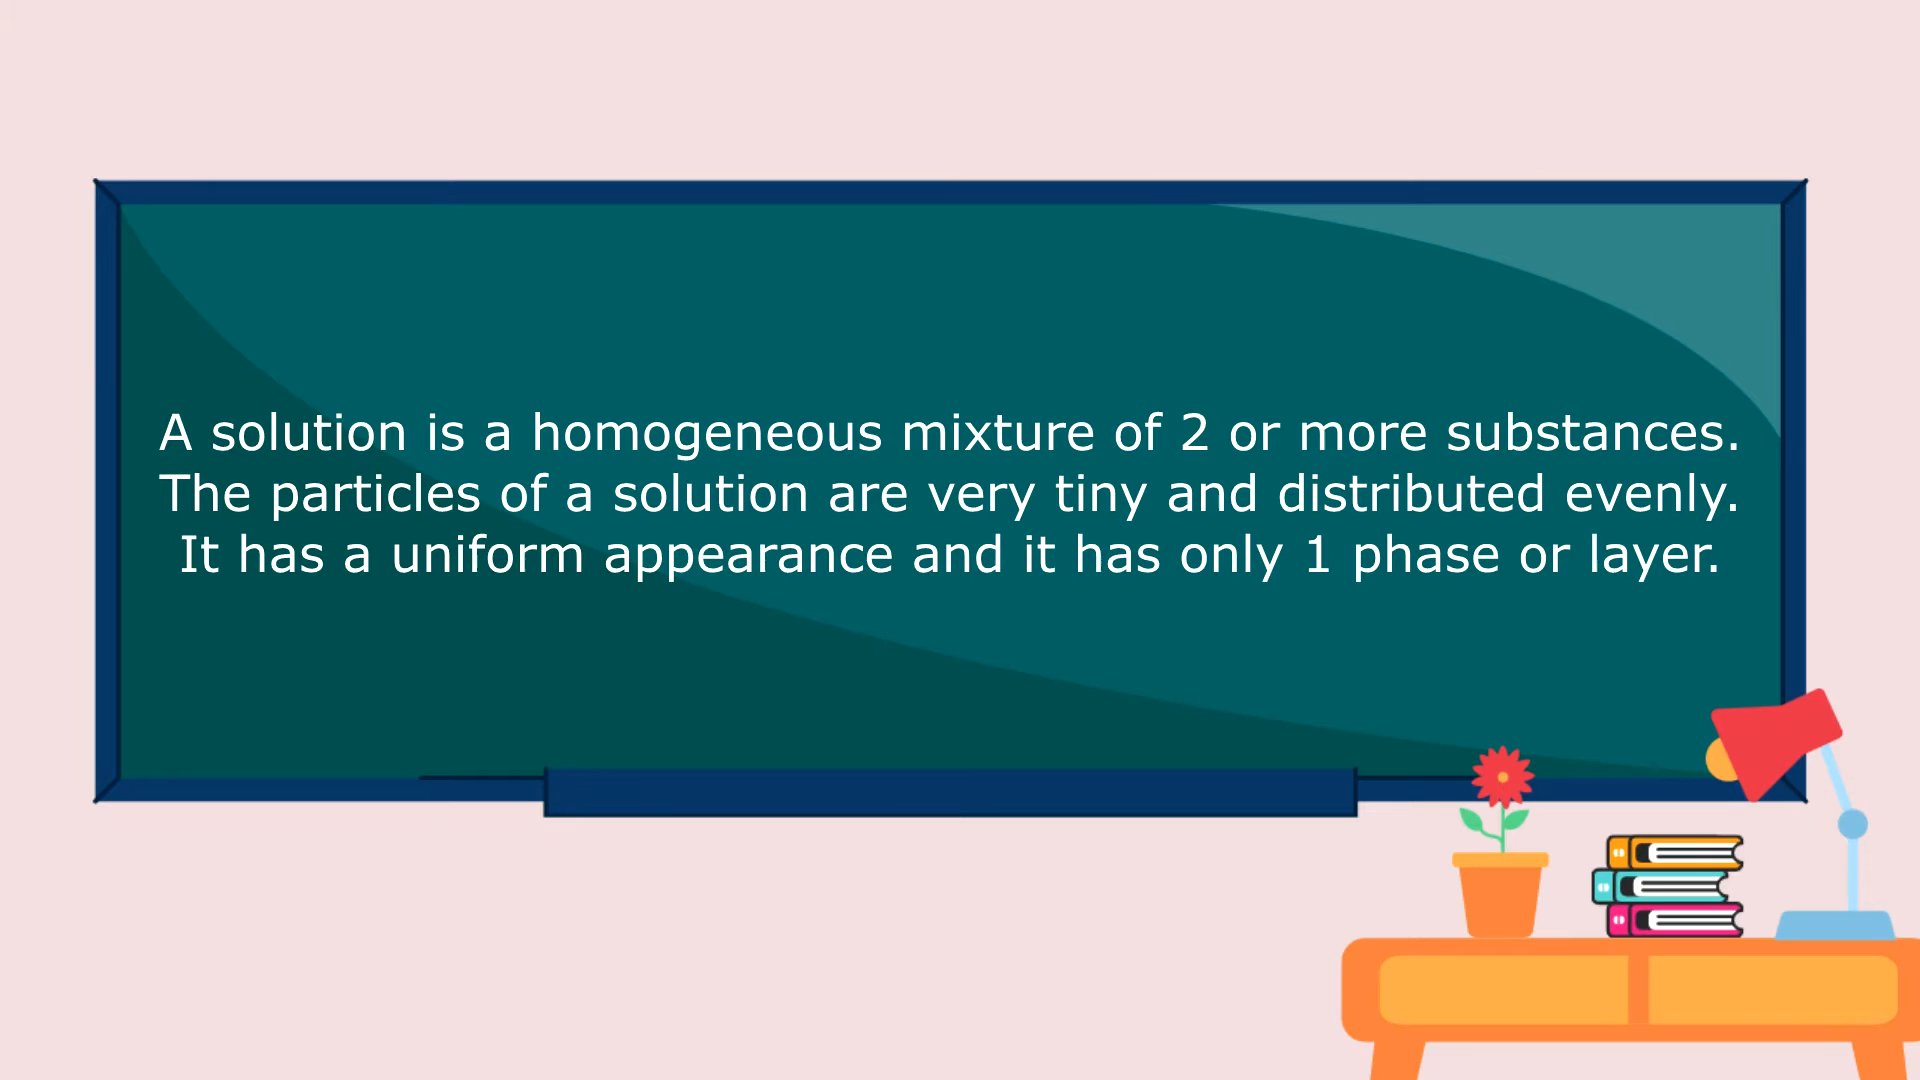 A solution is a homogeneous mixture of 2 or more substances.
The particles of a solution are very tiny and distributed evenly.
It has a uniform appearance and it has only 1 phase or layer.